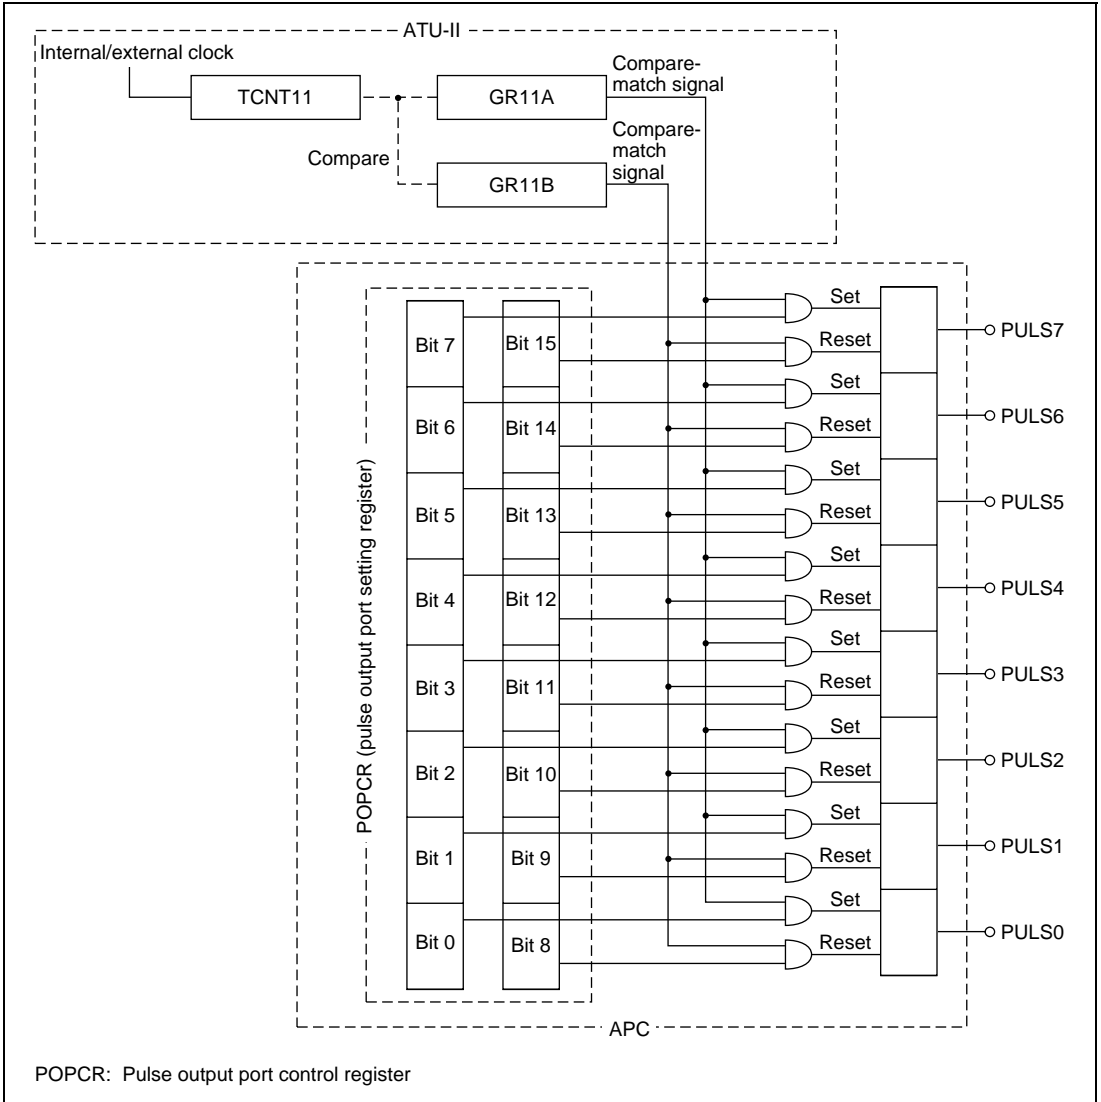 ATU-II
Internal/external clock
Compare-
match signal
TCNT11
GR11A
Compare-
match
signal
Compare
GR11B
POPCR (pulse output port setting register)
Bit 7
Bit 15
Set
Reset
PULS7
Bit 6
Bit 14
Set
Reset
PULS6
Bit 5
Bit 13
Set
Reset
PULS5
Bit 4
Bit 12
Set
Reset
PULS4
Bit 3
Bit 11
Set
Reset
PULS3
Bit 2
Bit 10
Set
Reset
PULS2
Bit 1
Bit 9
Set
Reset
PULS1
Bit 0
Bit 8
Set
Reset
PULS0
APC
POPCR: Pulse output port control register